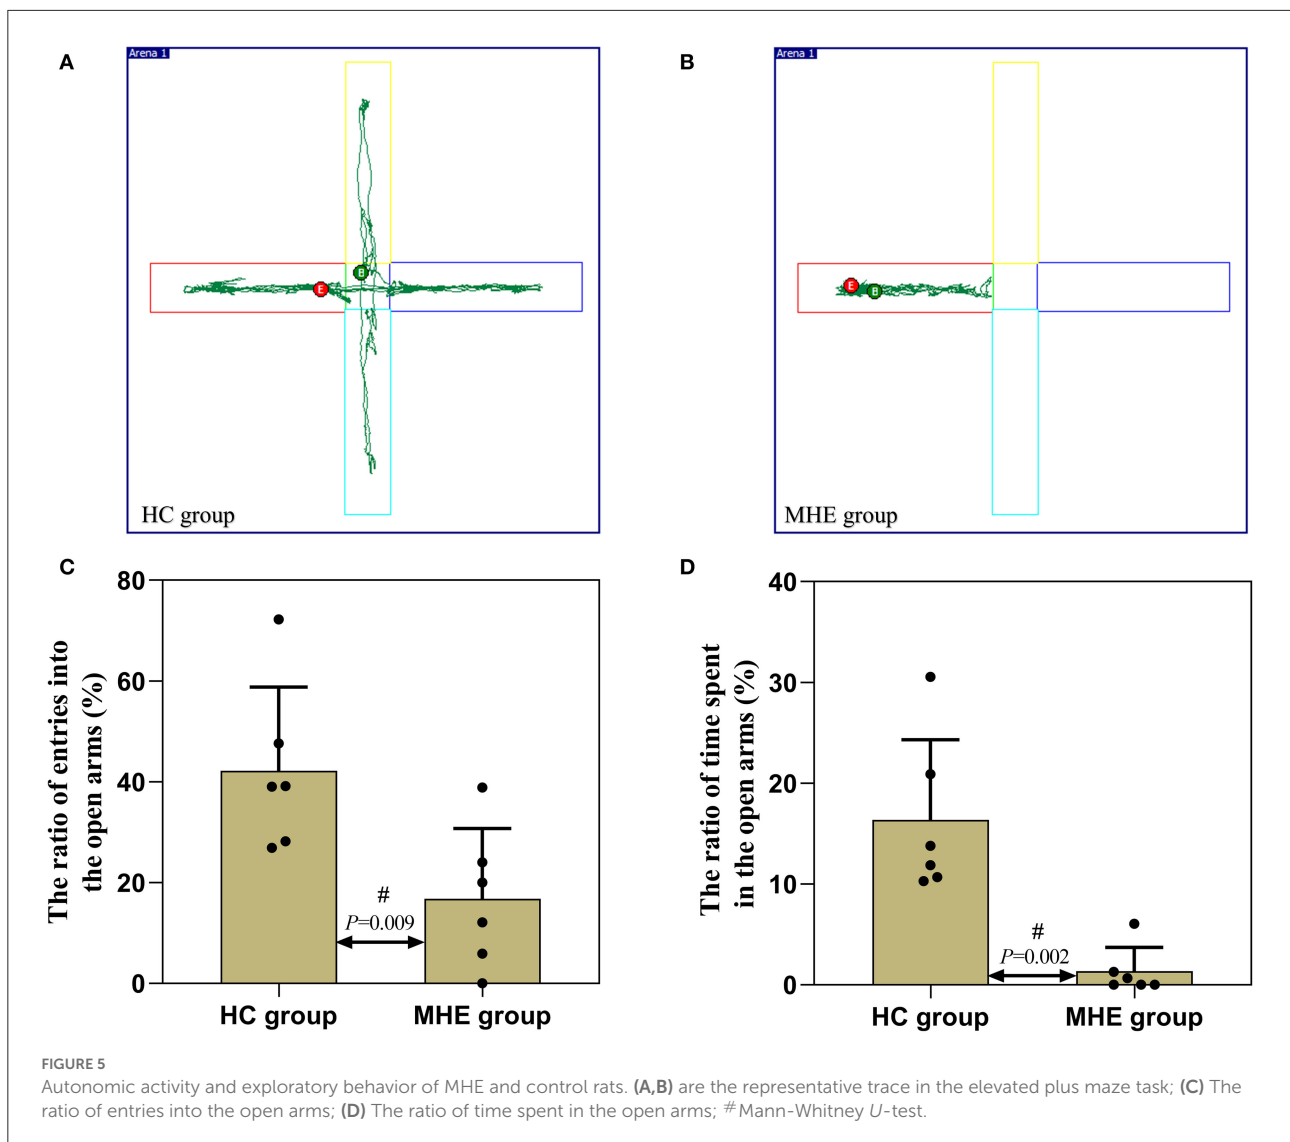 A
Arena 1
B
E
HC group
B
Arena 1
E
B
MHE group
C
The ratio of entries into
the open arms (%)
80
60
40
20
0
#
P=0.009
HC group
MHE group
D
The ratio of time spent
in the open arms (%)
40
30
20
10
0
#
P=0.002
HC group
MHE group
FIGURE 5
Autonomic activity and exploratory behavior of MHE and control rats. (A,B) are the representative trace in the elevated plus maze task; (C) The
ratio of entries into the open arms; (D) The ratio of time spent in the open arms; #Mann-Whitney U-test.